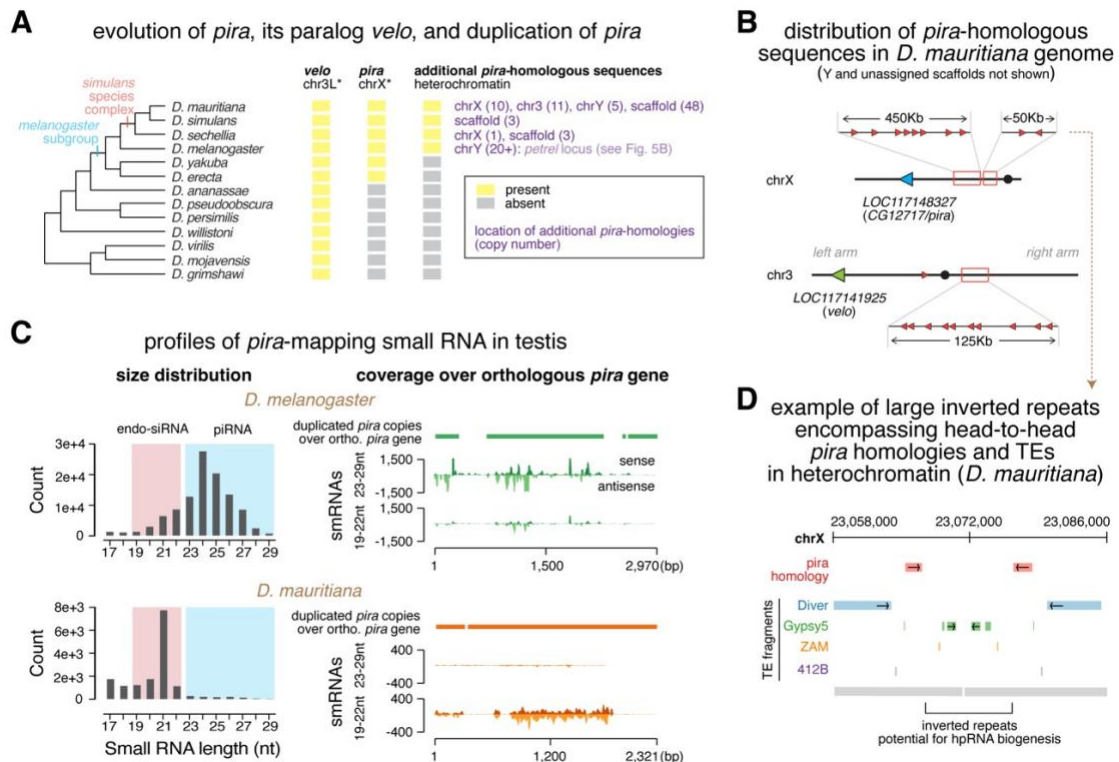 A
evolution of pira, its paralog velo, and duplication of pira
simulans
species
complex
melanogaster
subgroup
velo
chr3L*
pira
chrX*
additional pira-homologous sequences
heterochromatin
D. mauritiana
D. simulans
D. sechellia
D. melanogaster
D. yakuba
D. erecta
D. ananassae
D. pseudoobscura
D. persimilis
D. willistoni
D. virilis
D. mojavensis
D. grimshawi
chrX (10), chr3 (11), chrY (5), scaffold (48)
scaffold (3)
chrX (1), scaffold (3)
chrY (20+): petrel locus (see Fig. 5B)
present
absent
location of additional pira-homologies
(copy number)
B
distribution of pira-homologous
sequences in D. mauritiana genome
(Y and unassigned scaffolds not shown)
450Kb
50Kb
chrX
LOC117148327
(CG12717/pira)
left arm
right arm
chr3
LOC117141925
(velo)
125Kb
C
profiles of pira-mapping small RNA in testis
size distribution
coverage over orthologous pira gene
D. melanogaster
endo-siRNA
piRNA
Count
3e+4
2e+4
1e+4
0
17 19 21 23 25 27 29
duplicated pira copies
over ortho. pira gene
smRNAs
23-29nt
1,500
-1,500
sense
antisense
19-22nt
1,500
-1,500
1 1,500 2,970(bp)
D. mauritiana
Count
8e+3
6e+3
4e+3
2e+3
0
17 19 21 23 25 27 29
Small RNA length (nt)
duplicated pira copies
over ortho. pira gene
smRNAs
23-29nt
400
-400
19-22nt
400
-400
1 1,200 2,321(bp)
D
example of large inverted repeats
encompassing head-to-head
pira homologies and TEs
in heterochromatin (D. mauritiana)
23,058,000 23,072,000 23,086,000
chrX
pira
homology
TE fragments
Diver
Gypsy5
ZAM
412B
inverted repeats
potential for hpRNA biogenesis